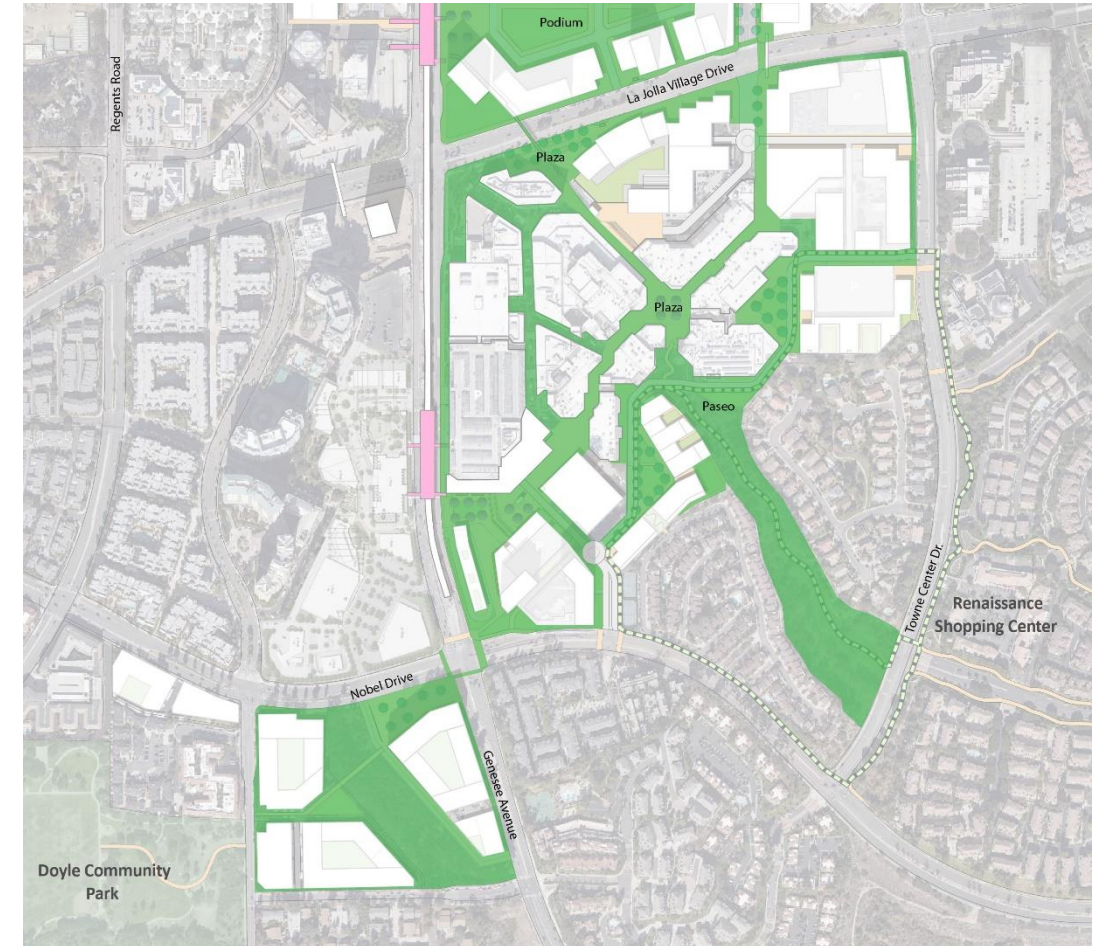 Podium
Regents Road
La Jolla Village Drive
Plaza
Plaza
Paseo
Towne Center Dr.
Renaissance
Shopping Center
Nobel Drive
Genesee Avenue
Doyle Community
Park